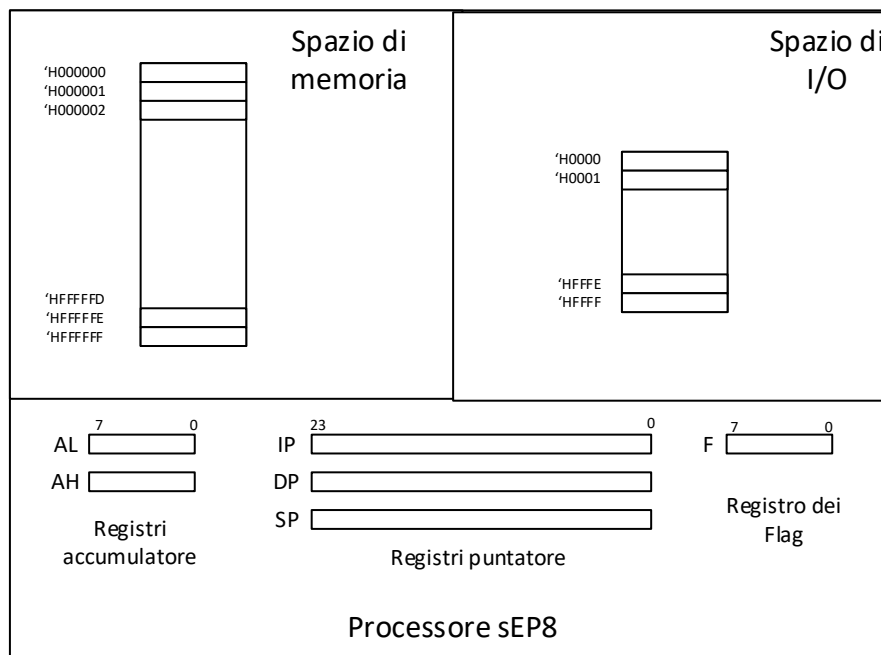 Spazio di
memoria
‘H000000
‘H000001
‘H000002
‘HFFFFFD
‘HFFFFFE
‘HFFFFFF
Spazio di
I/O
‘H0000
‘H0001
‘HFFFE
‘HFFFF
7 0
AL
AH
Registri
accumulatore
23 0
IP
DP
SP
Registri puntatore
7 0
F
Registro dei
Flag
Processore sEP8